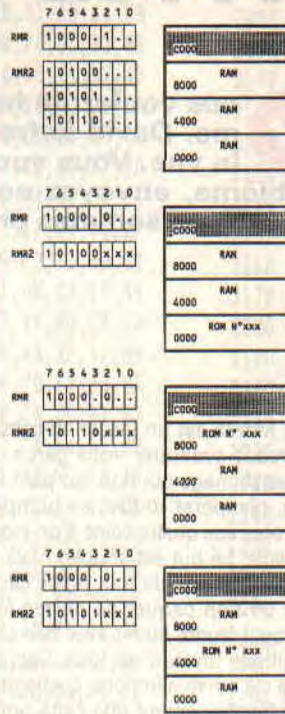 7 6 5 4 3 2 1 0
RMR 1 0 0 0 . 1 . .
RMR2 1 0 1 0 0 . . .
1 0 1 0 1 . . .
1 0 1 1 0 . . .
C000
RAM
8000
RAM
4000
RAM
0000
7 6 5 4 3 2 1 0
RMR 1 0 0 0 . 0 . .
RMR2 1 0 1 0 0 x x x
C000
RAM
8000
RAM
4000
ROM N° xxx
0000
7 6 5 4 3 2 1 0
RMR 1 0 0 0 . 0 . .
RMR2 1 0 1 1 0 x x x
C000
ROM N° xxx
8000
RAM
4000
RAM
0000
7 6 5 4 3 2 1 0
RMR 1 0 0 0 . 0 . .
RMR2 1 0 1 0 1 x x x
C000
RAM
8000
ROM N° xxx
4000
RAM
0000